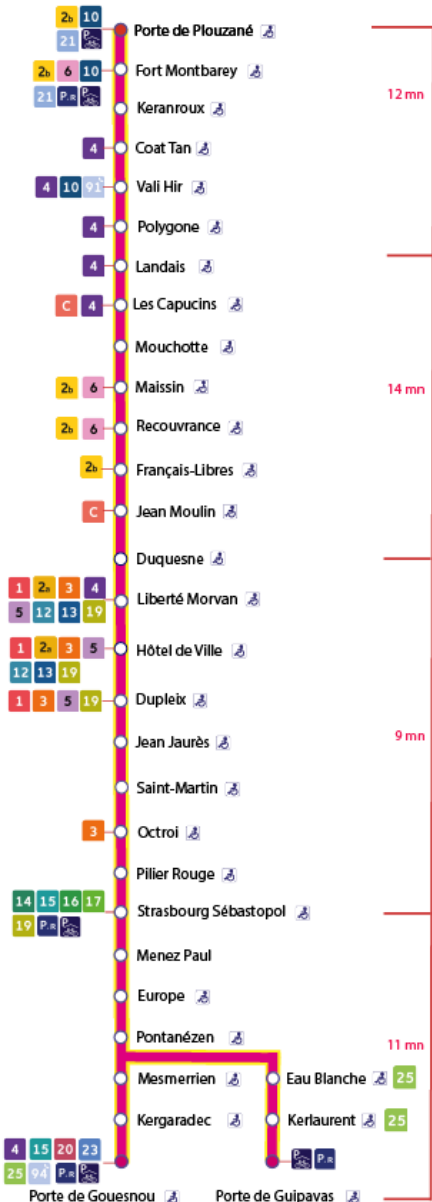 2b 10
21 P
Porte de Plouzané
2b 6 10
21 P+R P
Fort Montbarey
12 mn
Keranroux
4
Coat Tan
4 10 91
Vali Hir
4
Polygone
4
Landais
C 4
Les Capucins
Mouchotte
2b 6
Maissin
14 mn
2b 6
Recouvrance
2b
Français-Libres
C
Jean Moulin
Duquesne
1 2a 3 4
5 12 13 19
Liberté Morvan
1 2a 3 5
12 13 19
Hôtel de Ville
1 3 5 19
Dupleix
Jean Jaurès
9 mn
Saint-Martin
3
Octroi
Pilier Rouge
14 15 16 17
19 P+R P
Strasbourg Sébastopol
Menez Paul
Europe
Pontanézen
11 mn
Mesmerrien
Eau Blanche 25
Kergaradec
Kerlaurent 25
4 15 20 23
25 94 P+R P
P P+R
Porte de Gouesnou
Porte de Guipavas